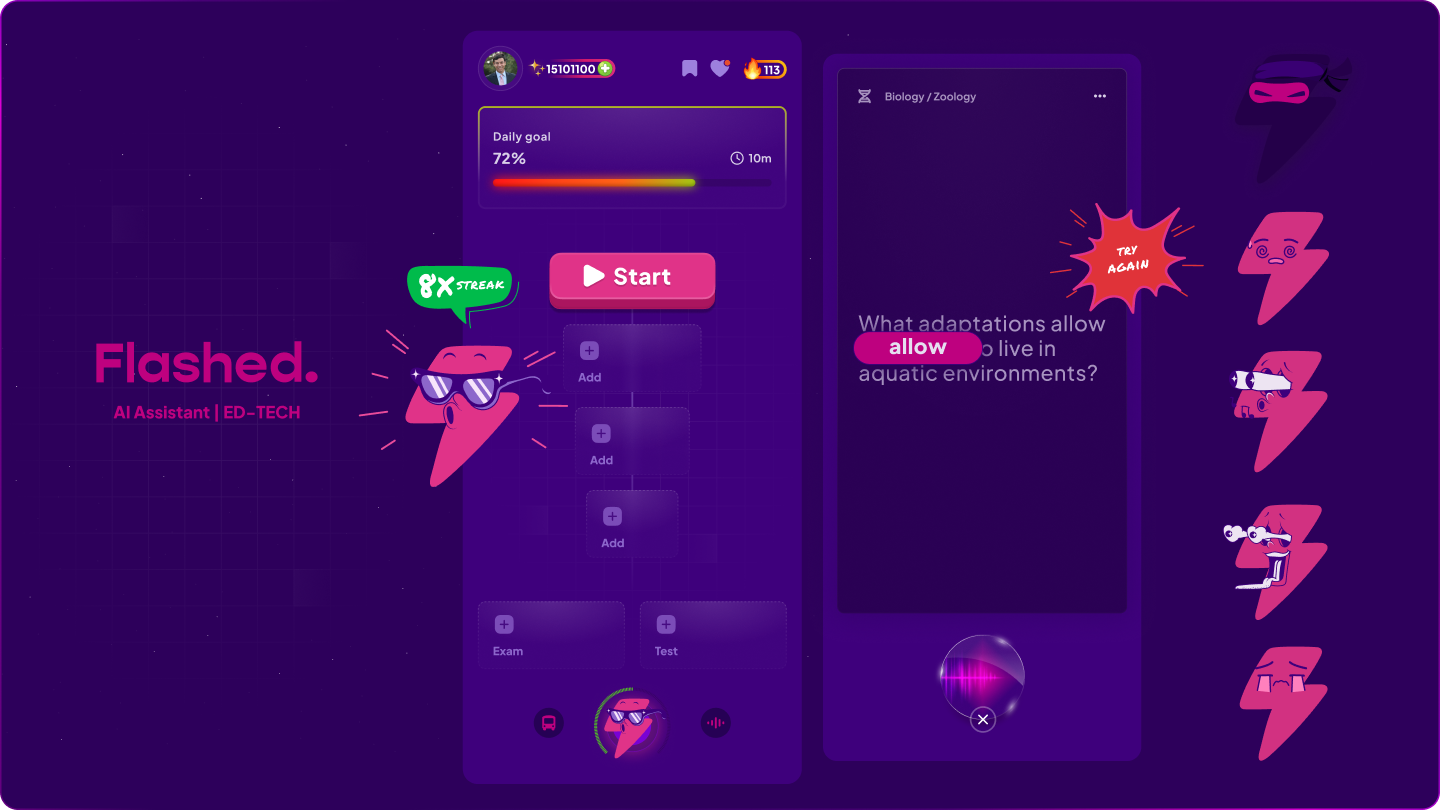 Flashed.
AI Assistant | ED-TECH
15101100
113
Daily goal
72%
10m
8X STREAK
Start
Add
Add
Add
Exam
Test
Biology / Zoology
TRY
AGAIN
What adaptations allow
allow
o live in
aquatic environments?